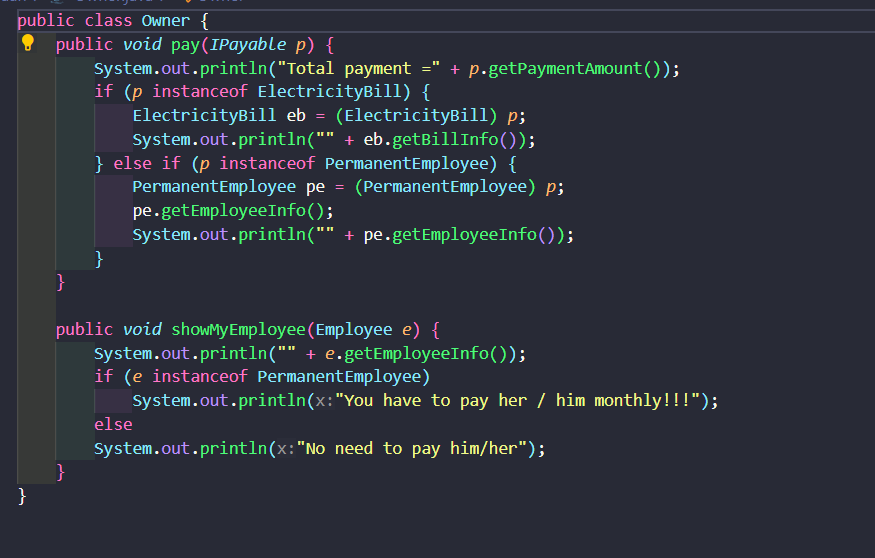 public class Owner {
    public void pay(IPayable p) {
        System.out.println("Total payment =" + p.getPaymentAmount());
        if (p instanceof ElectricityBill) {
            ElectricityBill eb = (ElectricityBill) p;
            System.out.println("" + eb.getBillInfo());
        } else if (p instanceof PermanentEmployee) {
            PermanentEmployee pe = (PermanentEmployee) p;
            pe.getEmployeeInfo();
            System.out.println("" + pe.getEmployeeInfo());
        }
    }

    public void showMyEmployee(Employee e) {
        System.out.println("" + e.getEmployeeInfo());
        if (e instanceof PermanentEmployee)
            System.out.println(x:"You have to pay her / him monthly!!!");
        else
        System.out.println(x:"No need to pay him/her");
    }
}